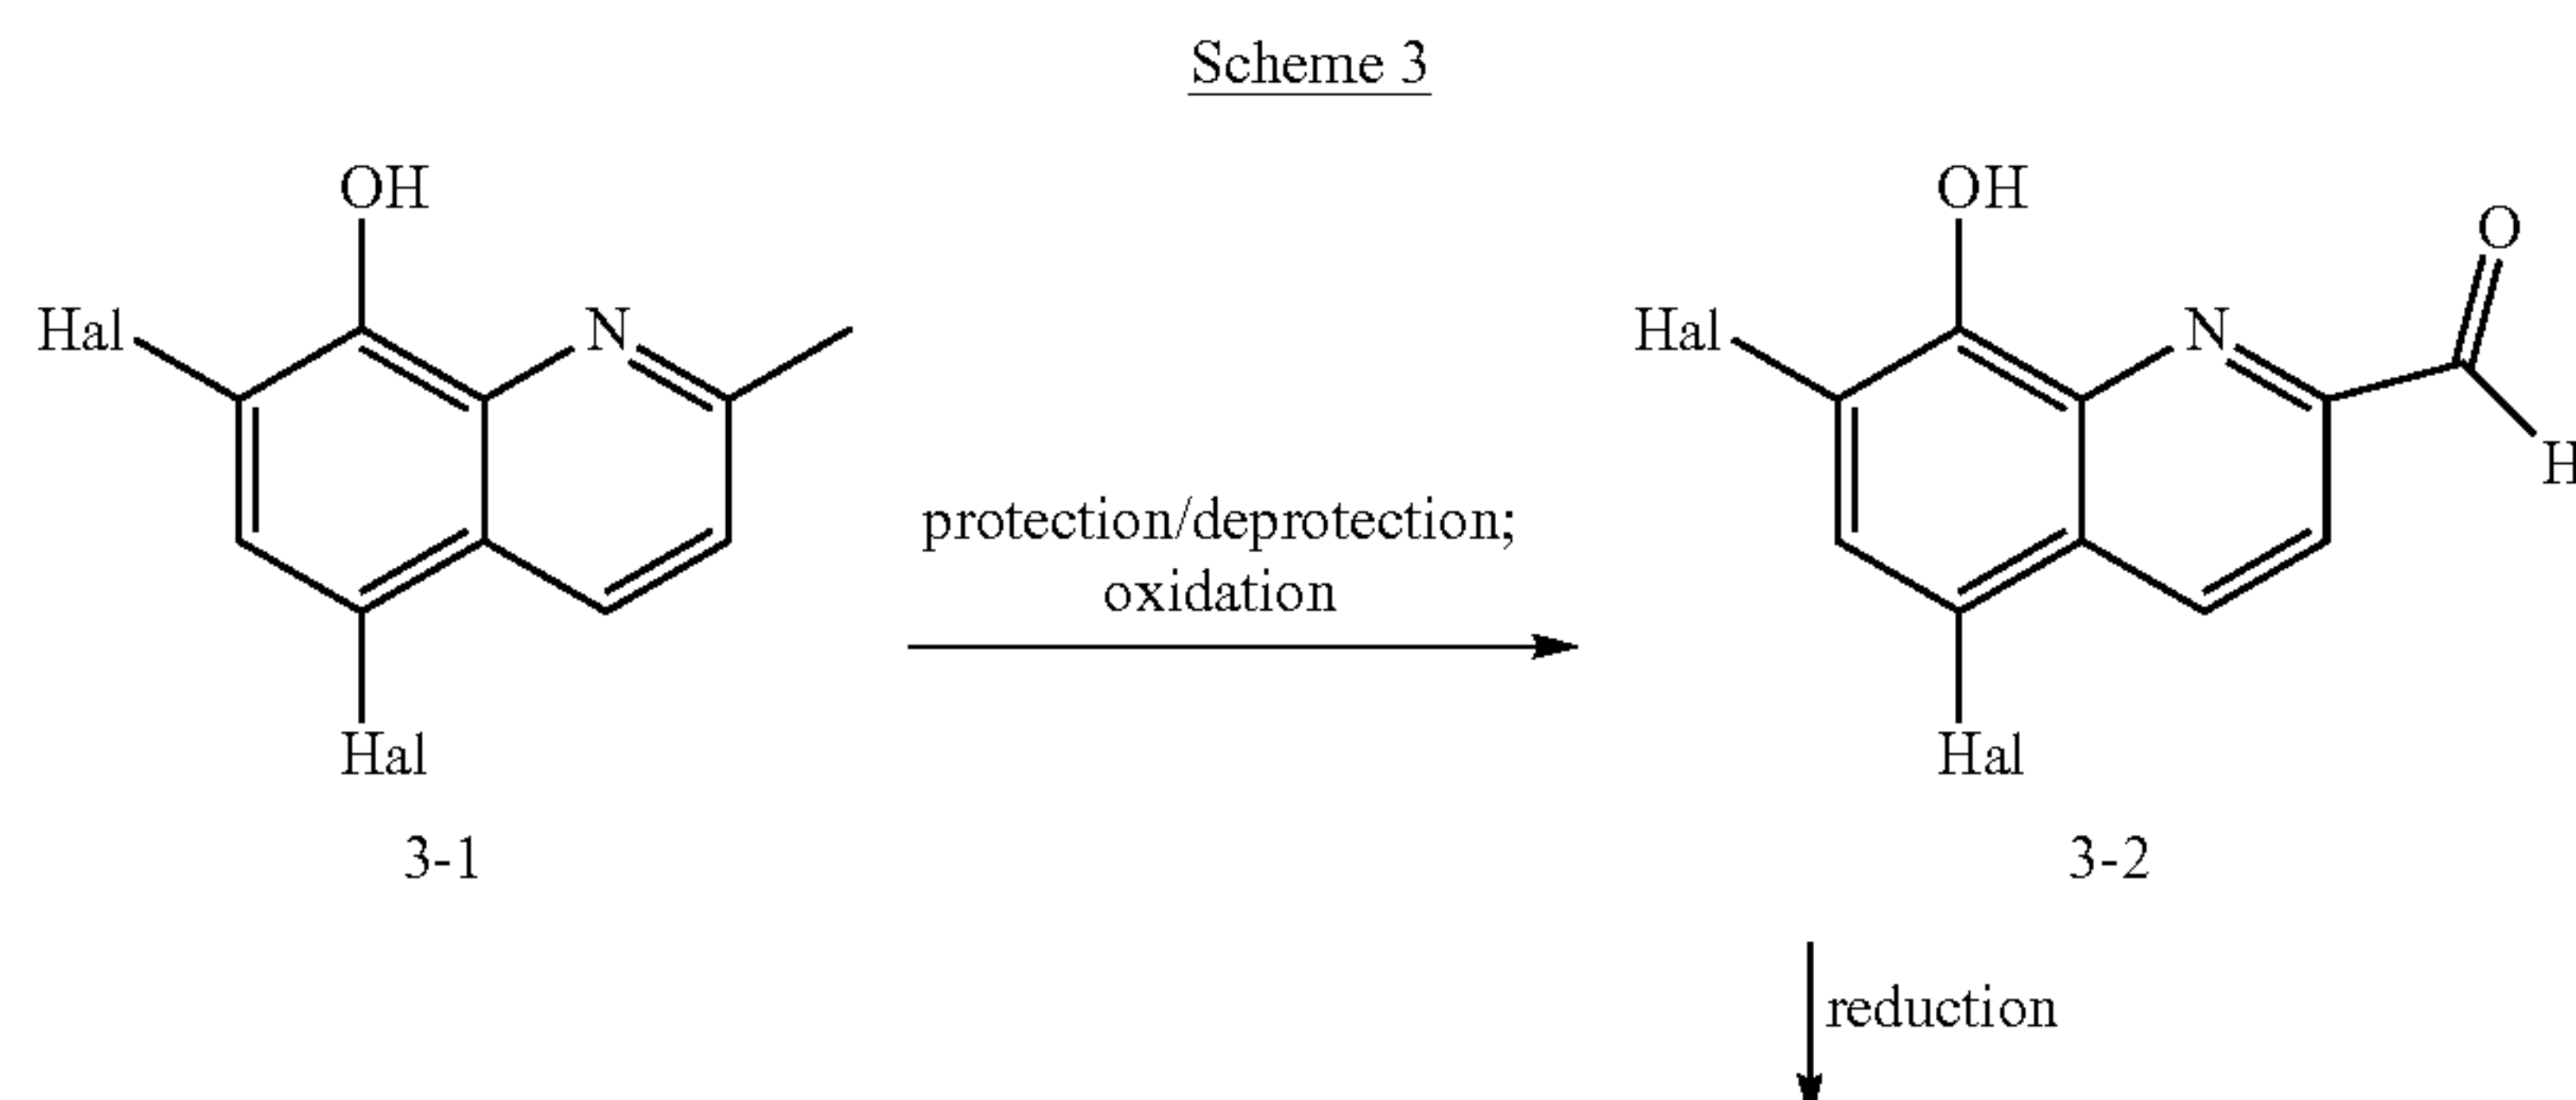 Scheme 3
OH
OH
O
Hal
N
Hal
N
H
protection/deprotection;
oxidation
Hal
Hal
3-1
3-2
reduction